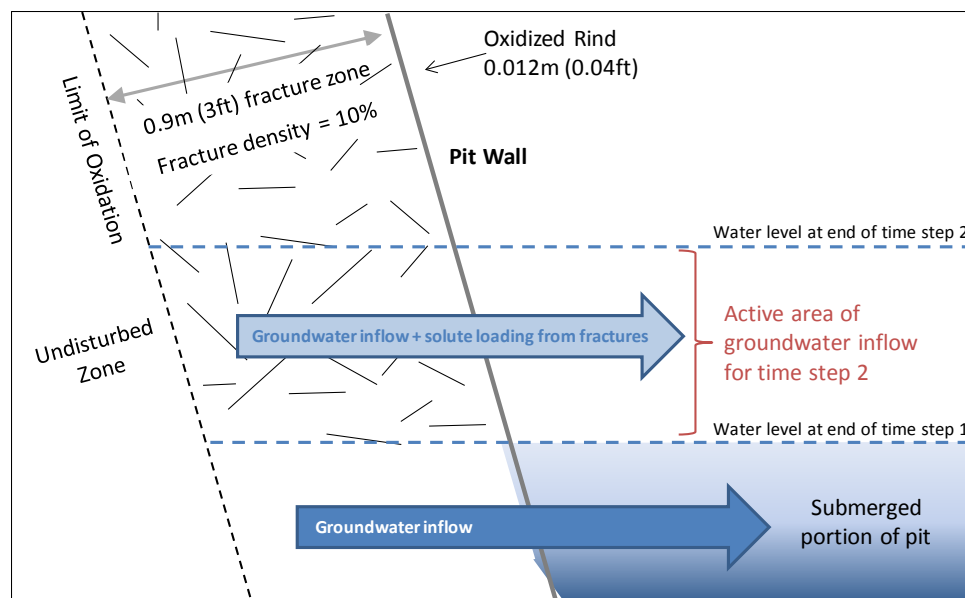 Oxidized Rind
0.012m (0.04ft)
0.9m (3ft) fracture zone
Fracture density = 10%
Limit of Oxidation
Pit Wall
Water level at end of time step 2
Groundwater inflow + solute loading from fractures
Active area of
groundwater inflow
for time step 2
Undisturbed
Zone
Water level at end of time step 1
Groundwater inflow
Submerged
portion of pit